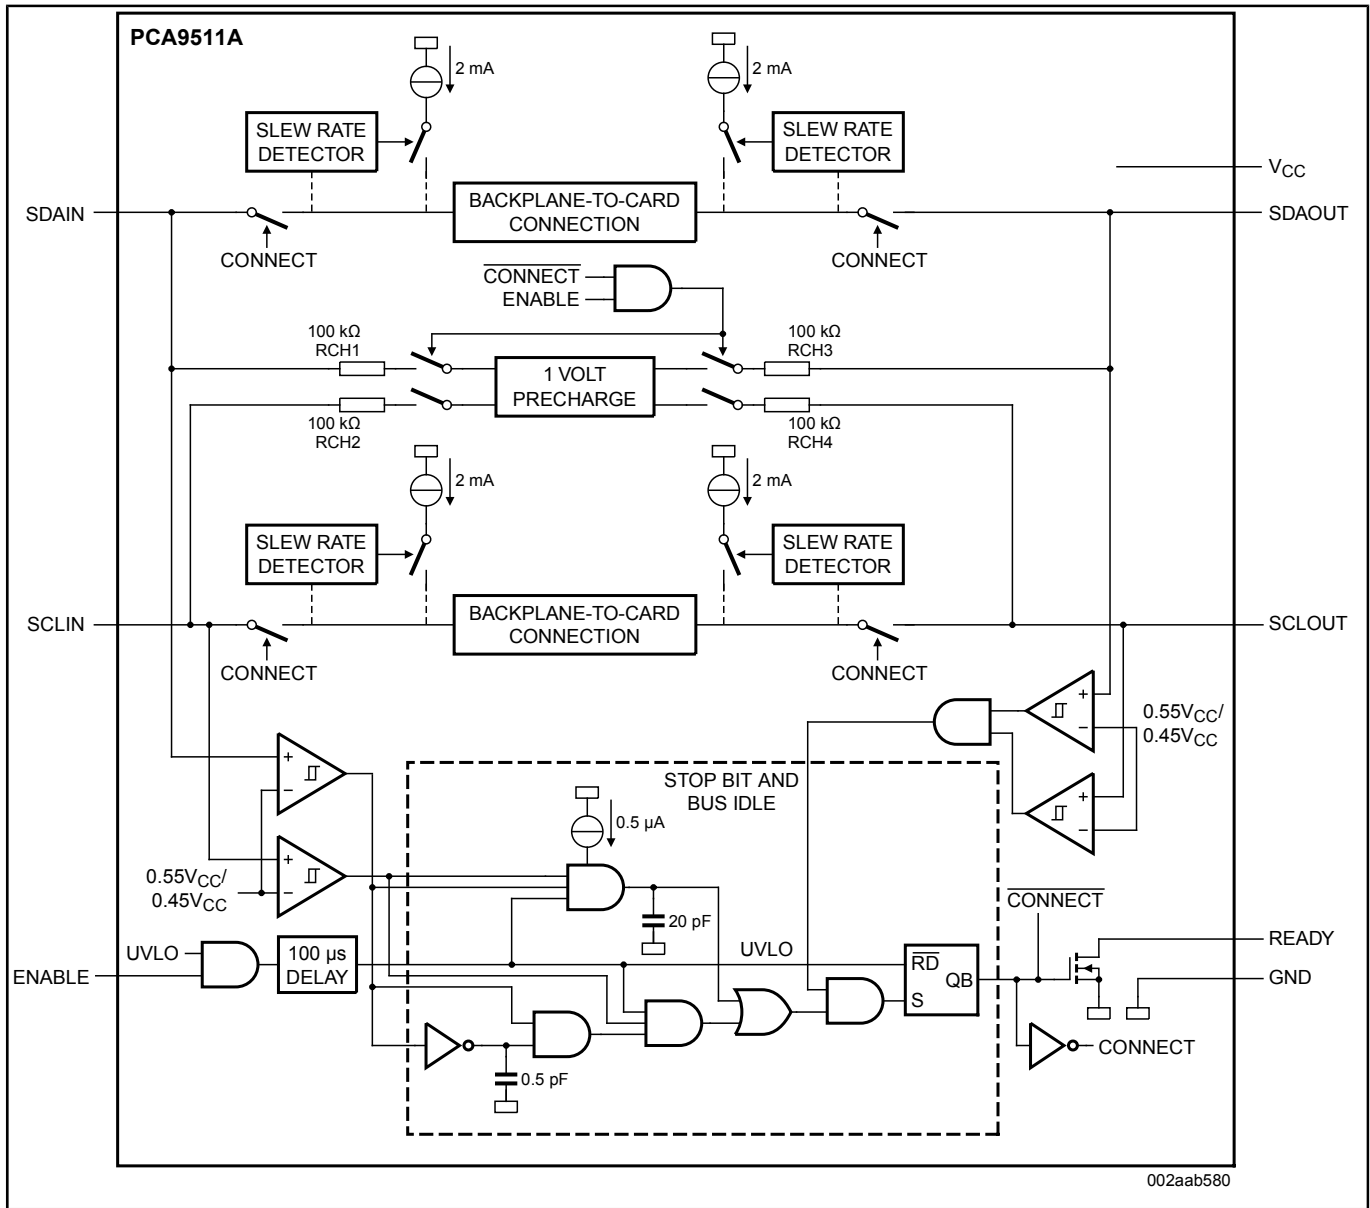 PCA9511A
2 mA
2 mA
SLEW RATE
DETECTOR
SLEW RATE
DETECTOR
VCC
SDAIN
BACKPLANE-TO-CARD
CONNECTION
SDAOUT
CONNECT
CONNECT
CONNECT
ENABLE
100 kΩ
RCH1
100 kΩ
RCH3
1 VOLT
PRECHARGE
100 kΩ
RCH2
100 kΩ
RCH4
2 mA
2 mA
SLEW RATE
DETECTOR
SLEW RATE
DETECTOR
SCLIN
BACKPLANE-TO-CARD
CONNECTION
SCLOUT
CONNECT
CONNECT
+
−
0.55VCC/
0.45VCC
+
−
STOP BIT AND
BUS IDLE
+
−
0.5 µA
+
−
0.55VCC/
0.45VCC
CONNECT
20 pF
UVLO
100 µs
DELAY
UVLO
RD
QB
S
READY
ENABLE
GND
CONNECT
0.5 pF
002aab580